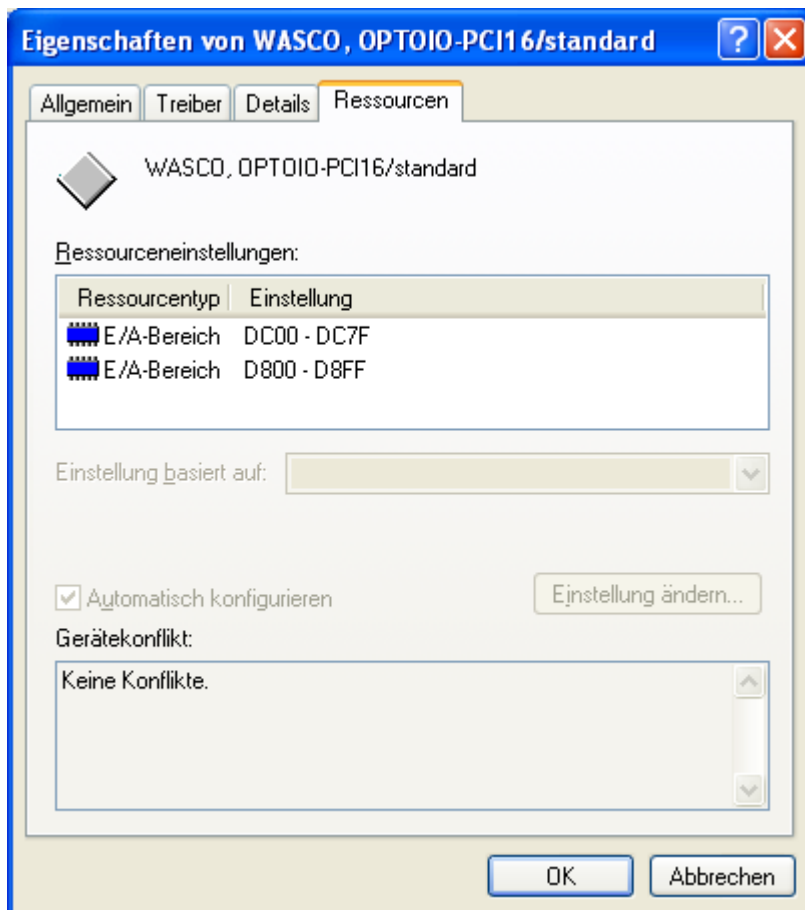 Eigenschaften von WASCO, OPTOIO-PCI16/standard
Allgemein Treiber Details Ressourcen
WASCO, OPTOIO-PCI16/standard
Ressourceneinstellungen:
Ressourcentyp Einstellung
E/A-Bereich DC00 - DC7F
E/A-Bereich D800 - D8FF
Einstellung basiert auf:
Automatisch konfigurieren Einstellung ändern...
Gerätekonflikt:
Keine Konflikte.
OK Abbrechen